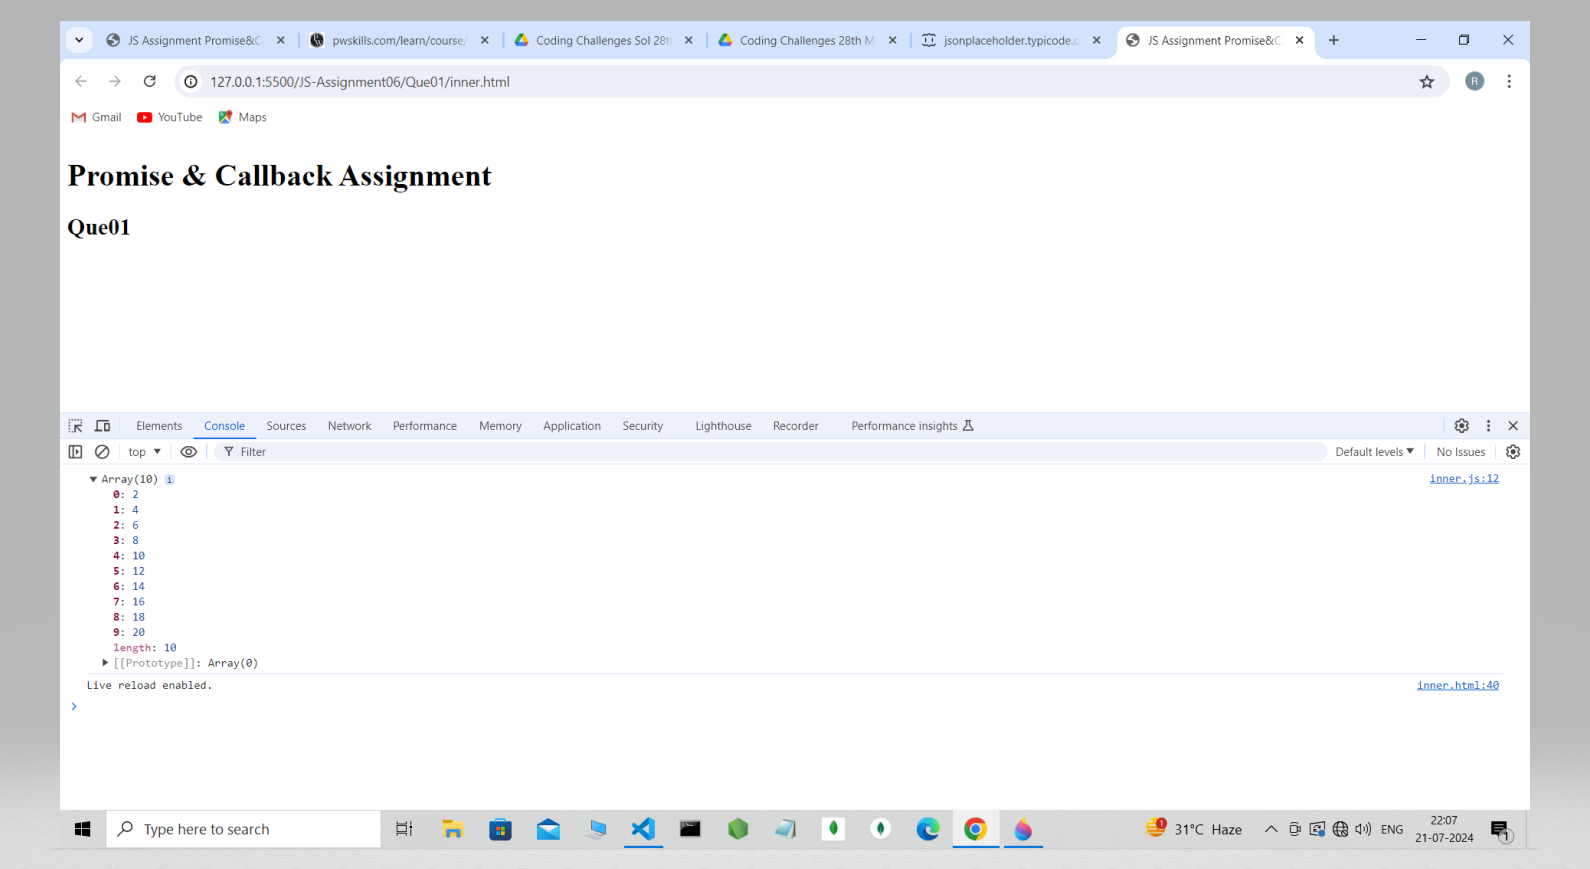 JS Assignment Promise&C
pwskills.com/learn/course/
Coding Challenges Sol 28t
Coding Challenges 28th M
jsonplaceholder.typicode.c
JS Assignment Promise&C
127.0.0.1:5500/JS-Assignment06/Que01/inner.html
R
Gmail
YouTube
Maps
Promise & Callback Assignment
Que01
Elements Console Sources Network Performance Memory Application Security Lighthouse Recorder Performance insights
top Filter Default levels No Issues
Array(10) i inner.js:12
0: 2
1: 4
2: 6
3: 8
4: 10
5: 12
6: 14
7: 16
8: 18
9: 20
length: 10
[[Prototype]]: Array(0)
Live reload enabled. inner.html:40
Type here to search
1
31°C Haze
ENG
22:07
21-07-2024
1